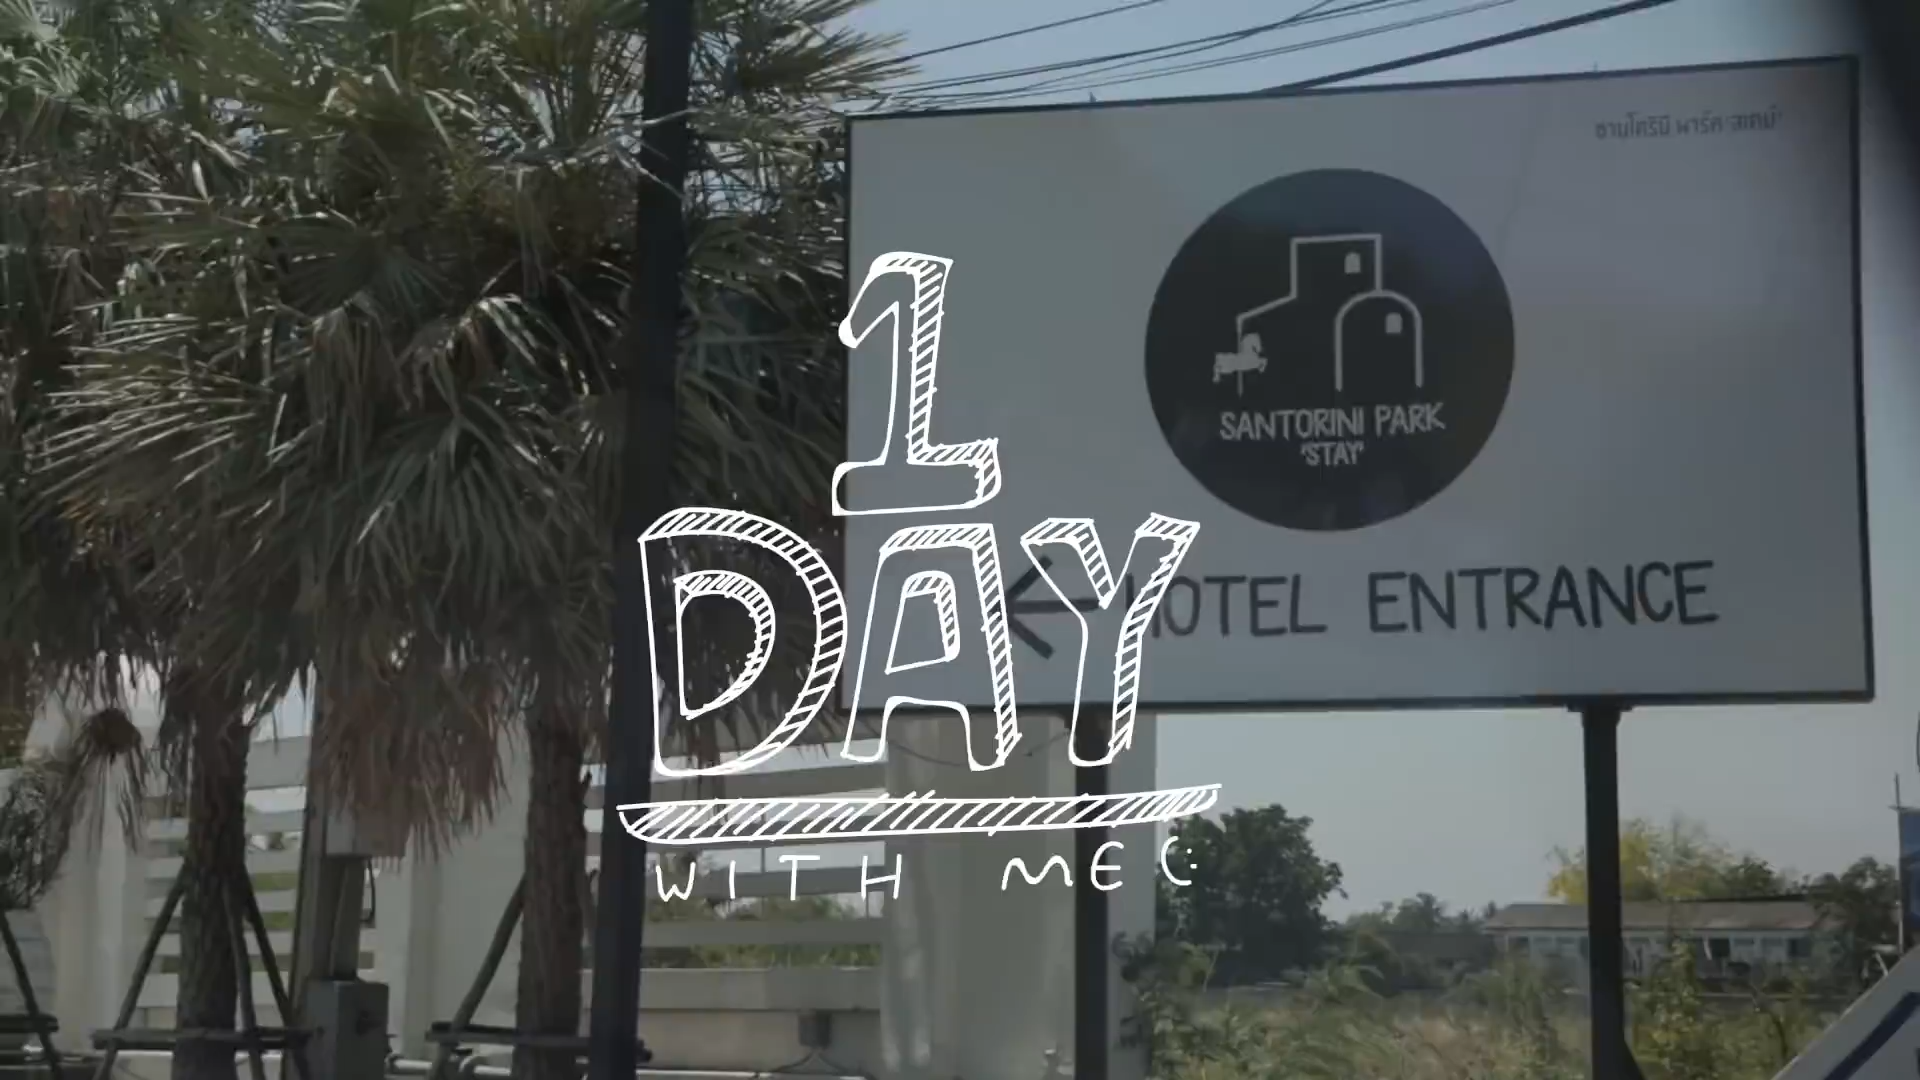 ซานโตรินี พาร์ค 'สเตย์'
SANTORINI PARK
'STAY'
HOTEL ENTRANCE
1
DAY
WITH ME (: